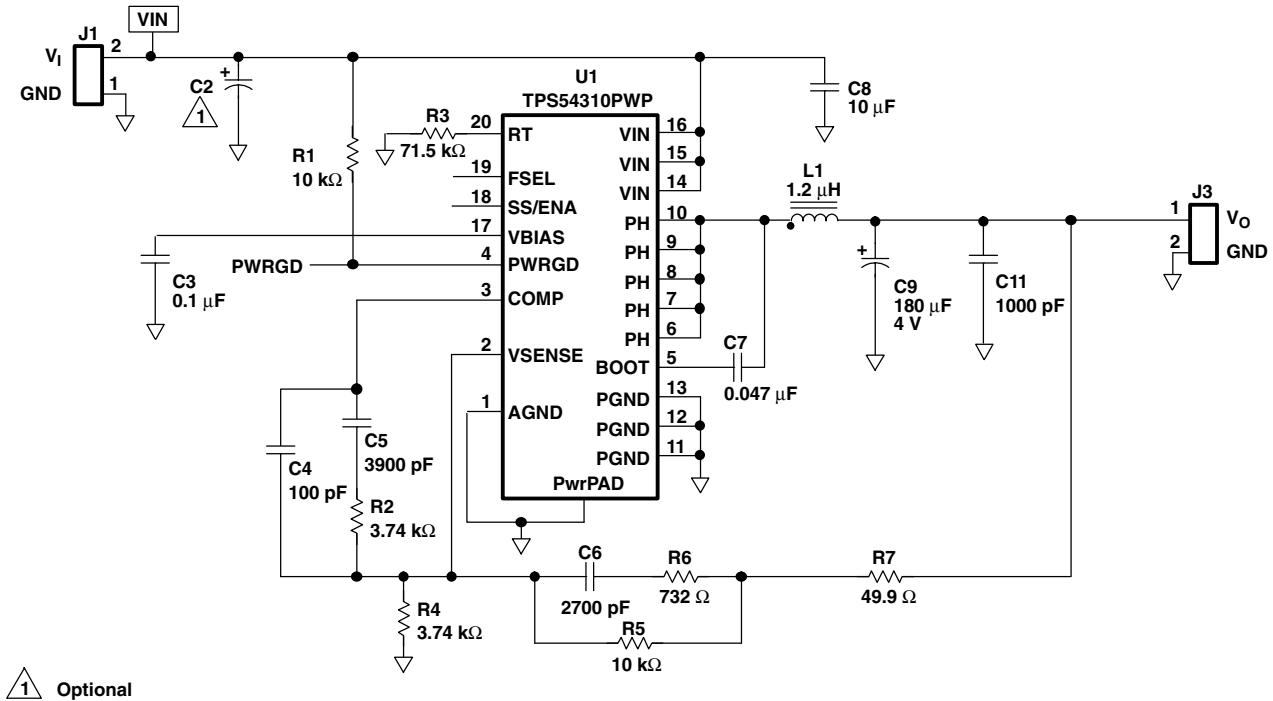 VIN
J1
V_I
2
1
GND
C2
1
R1
10 kΩ
R3
71.5 kΩ
U1
TPS54310PWP
C8
10 μF
20
RT
19
FSEL
18
SS/ENA
17
VBIAS
4
PWRGD
PWRGD
3
COMP
2
VSENSE
1
AGND
PwrPAD
VIN
16
VIN
15
VIN
14
PH
10
PH
9
PH
8
PH
7
PH
6
BOOT
5
PGND
13
PGND
12
PGND
11
C3
0.1 μF
L1
1.2 μH
C7
0.047 μF
C9
180 μF
4 V
C11
1000 pF
J3
1
V_O
2
GND
C4
100 pF
C5
3900 pF
R2
3.74 kΩ
R4
3.74 kΩ
C6
2700 pF
R6
732 Ω
R5
10 kΩ
R7
49.9 Ω
1 Optional